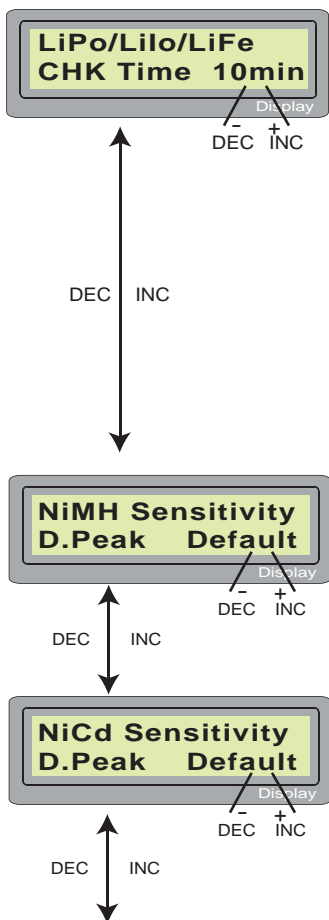 LiPo/LiIo/LiFe
CHK Time 10min
Display
- +
DEC INC
DEC INC
NiMH Sensitivity
D.Peak Default
Display
- +
DEC INC
DEC INC
NiCd Sensitivity
D.Peak Default
Display
- +
DEC INC
DEC INC